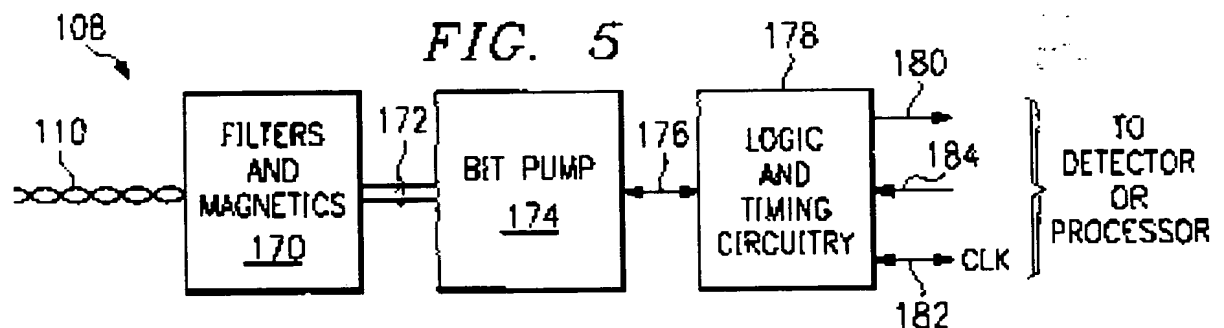 FIG. 5
108
110
FILTERS
AND
MAGNETICS
170
172
BIT PUMP
174
176
178
LOGIC
AND
TIMING
CIRCUITRY
180
184
CLK
182
TO
DETECTOR
OR
PROCESSOR